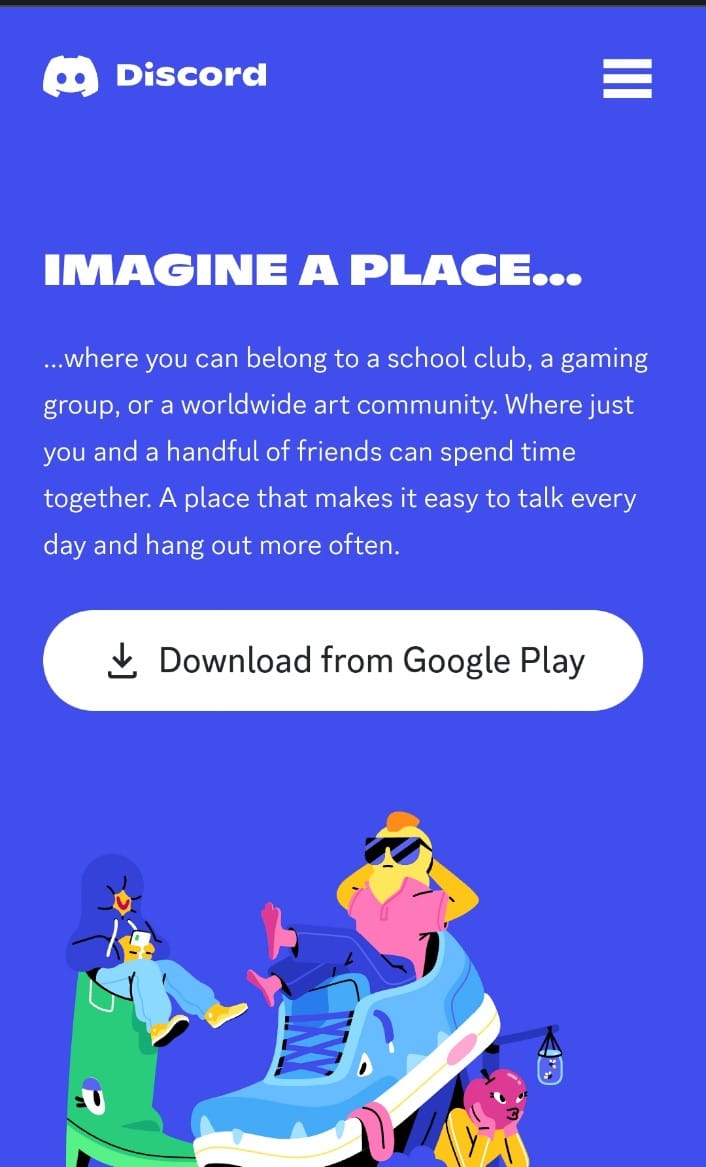 Discord
IMAGINE A PLACE...
...where you can belong to a school club, a gaming
group, or a worldwide art community. Where just
you and a handful of friends can spend time
together. A place that makes it easy to talk every
day and hang out more often.
Download from Google Play